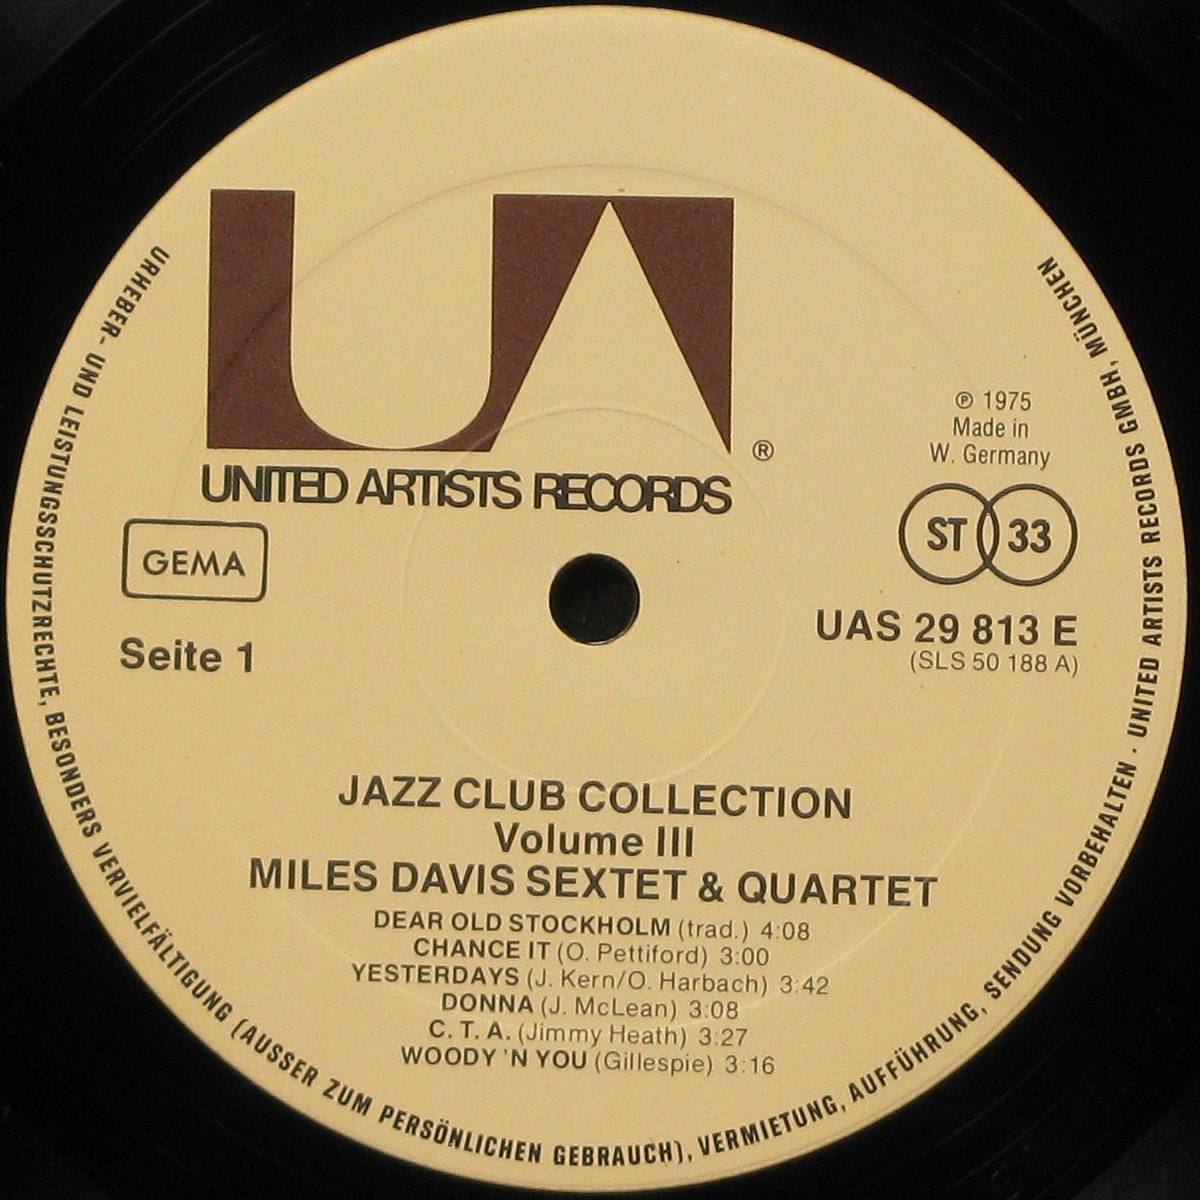 UA
®
UNITED ARTISTS RECORDS
℗ 1975
Made in
W. Germany
GEMA
ST 33
Seite 1
UAS 29 813 E
(SLS 50 188 A)
JAZZ CLUB COLLECTION
Volume III
MILES DAVIS SEXTET & QUARTET
DEAR OLD STOCKHOLM (trad.) 4:08
CHANCE IT (O. Pettiford) 3:00
YESTERDAYS (J. Kern/O. Harbach) 3:42
DONNA (J. McLean) 3:08
C. T. A. (Jimmy Heath) 3:27
WOODY 'N YOU (Gillespie) 3:16
URHEBER- UND LEISTUNGSSCHUTZRECHTE, BESONDERS VERVIELFÄLTIGUNG (AUSSER ZUM PERSÖNLICHEN GEBRAUCH), VERMIETUNG, AUFFÜHRUNG, SENDUNG VORBEHALTEN · UNITED ARTISTS RECORDS GMBH, MÜNCHEN